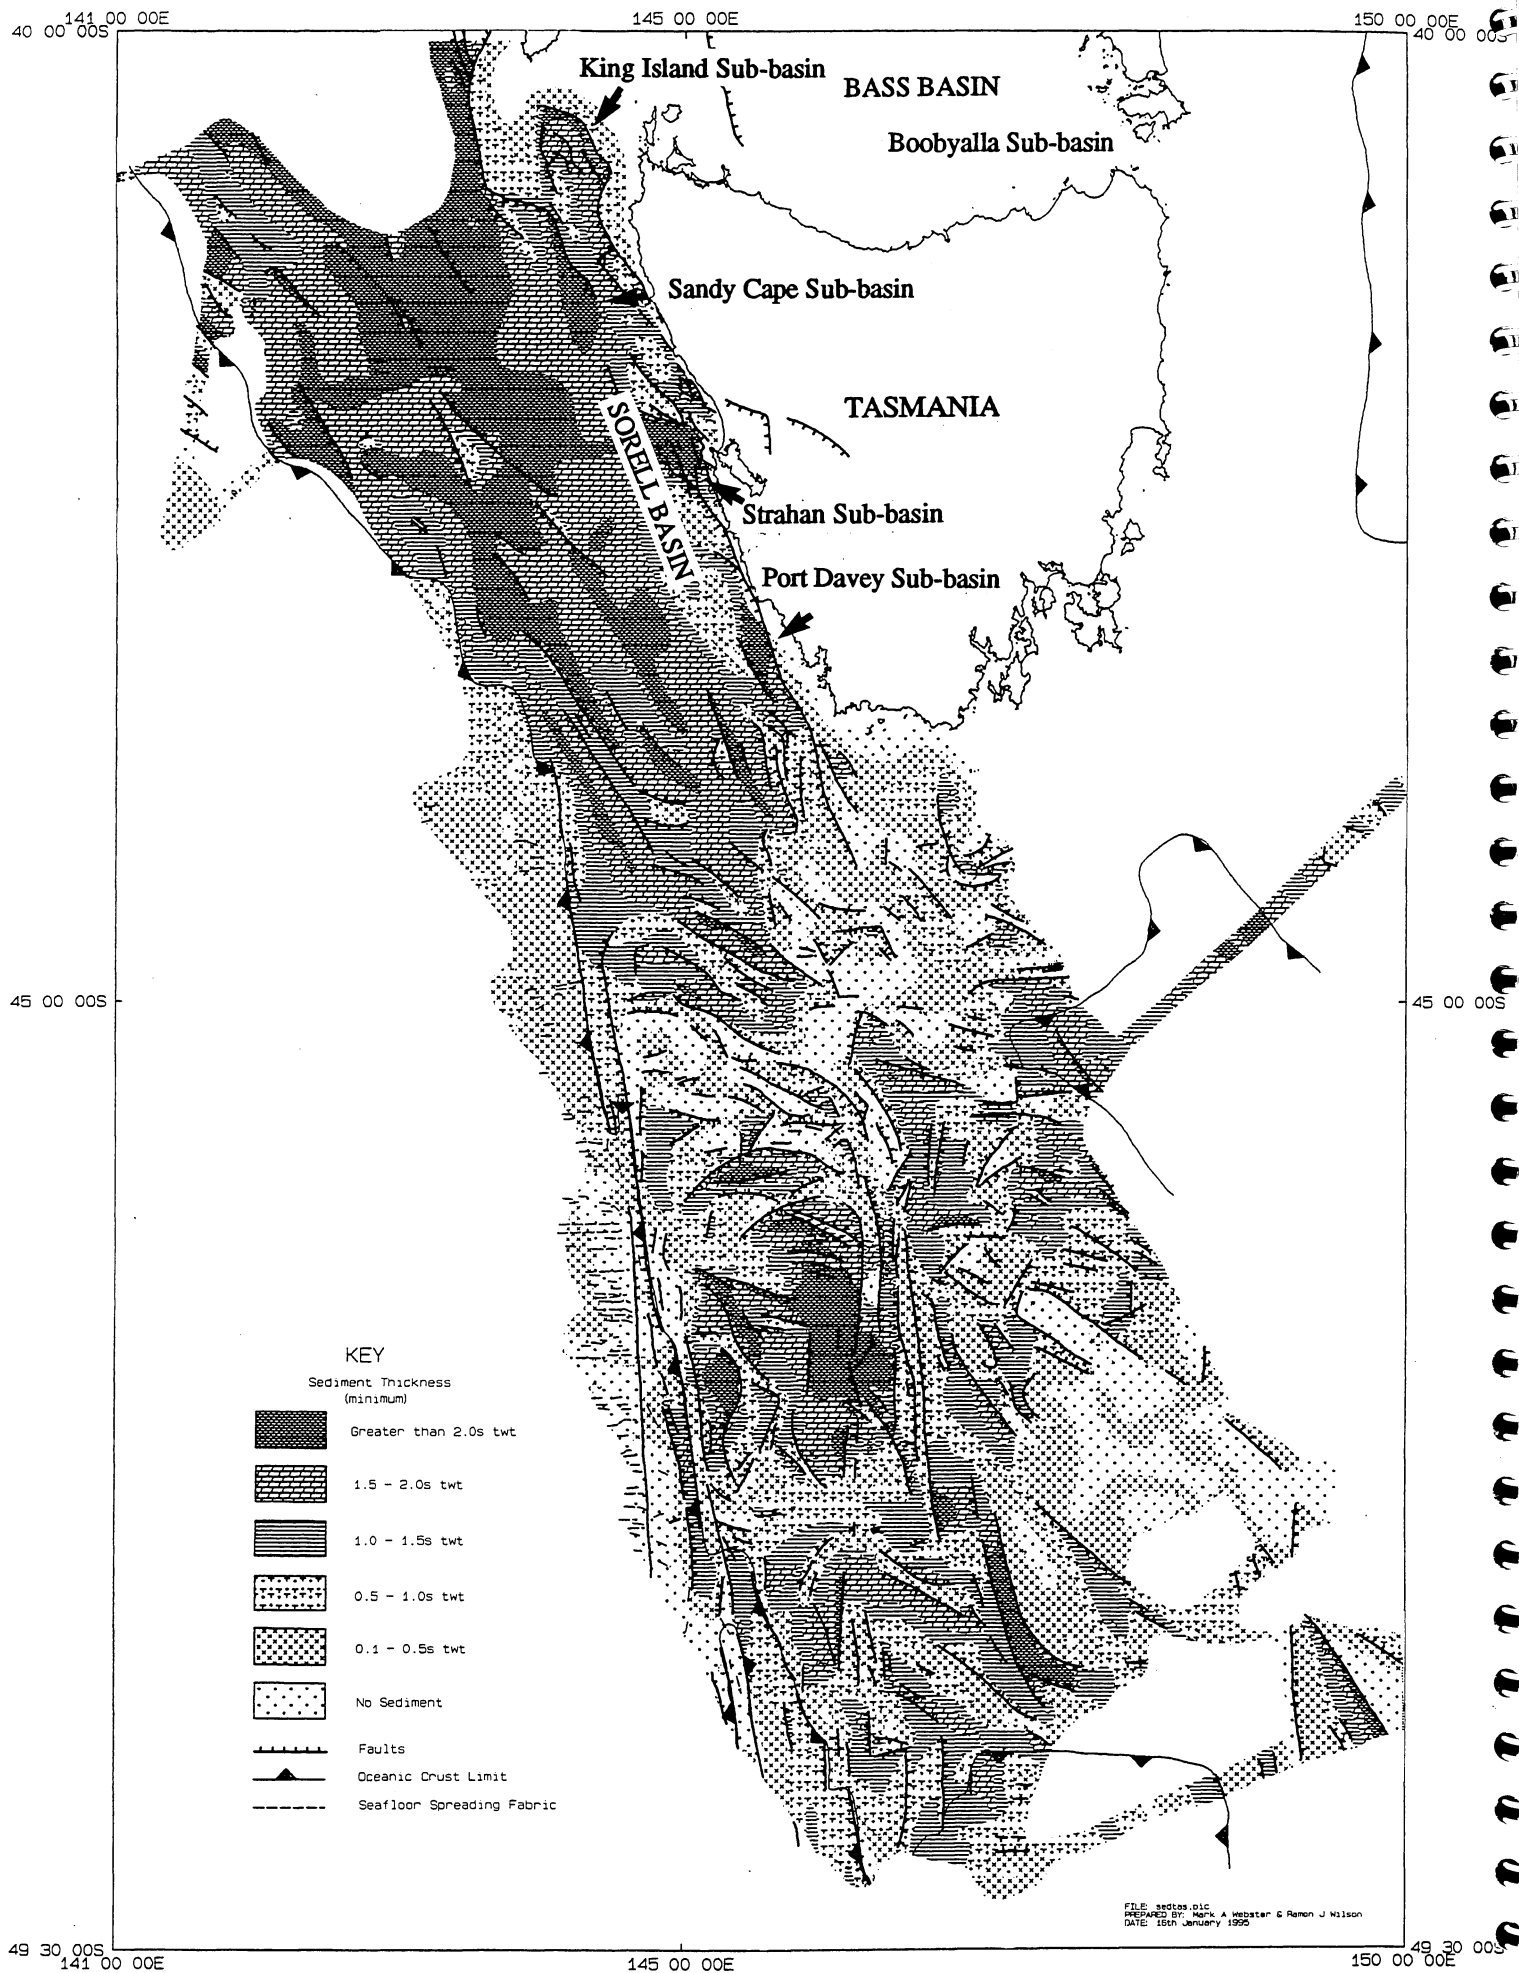 141 00 00E
145 00 00E
150 00 00E
40 00 00S
40 00 00S
King Island Sub-basin
BASS BASIN
Boobyalla Sub-basin
Sandy Cape Sub-basin
TASMANIA
SORELL BASIN
Strahan Sub-basin
Port Davey Sub-basin
45 00 00S
45 00 00S
KEY
Sediment Thickness
(minimum)
Greater than 2.0s twt
1.5 - 2.0s twt
1.0 - 1.5s twt
0.5 - 1.0s twt
0.1 - 0.5s twt
No Sediment
Faults
Oceanic Crust Limit
Seafloor Spreading Fabric
FILE: sedtas.pic
PREPARED BY: Mark A Webster & Ramon J Wilson
DATE: 16th January 1995
49 30 00S
49 30 00S
141 00 00E
145 00 00E
150 00 00E